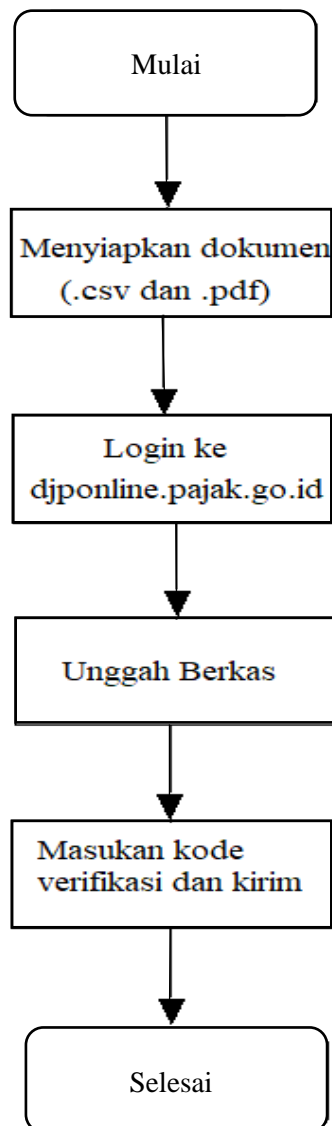 Mulai
Menyiapkan dokumen
(.csv dan .pdf)
Login ke
djponline.pajak.go.id
Unggah Berkas
Masukan kode
verifikasi dan kirim
Selesai